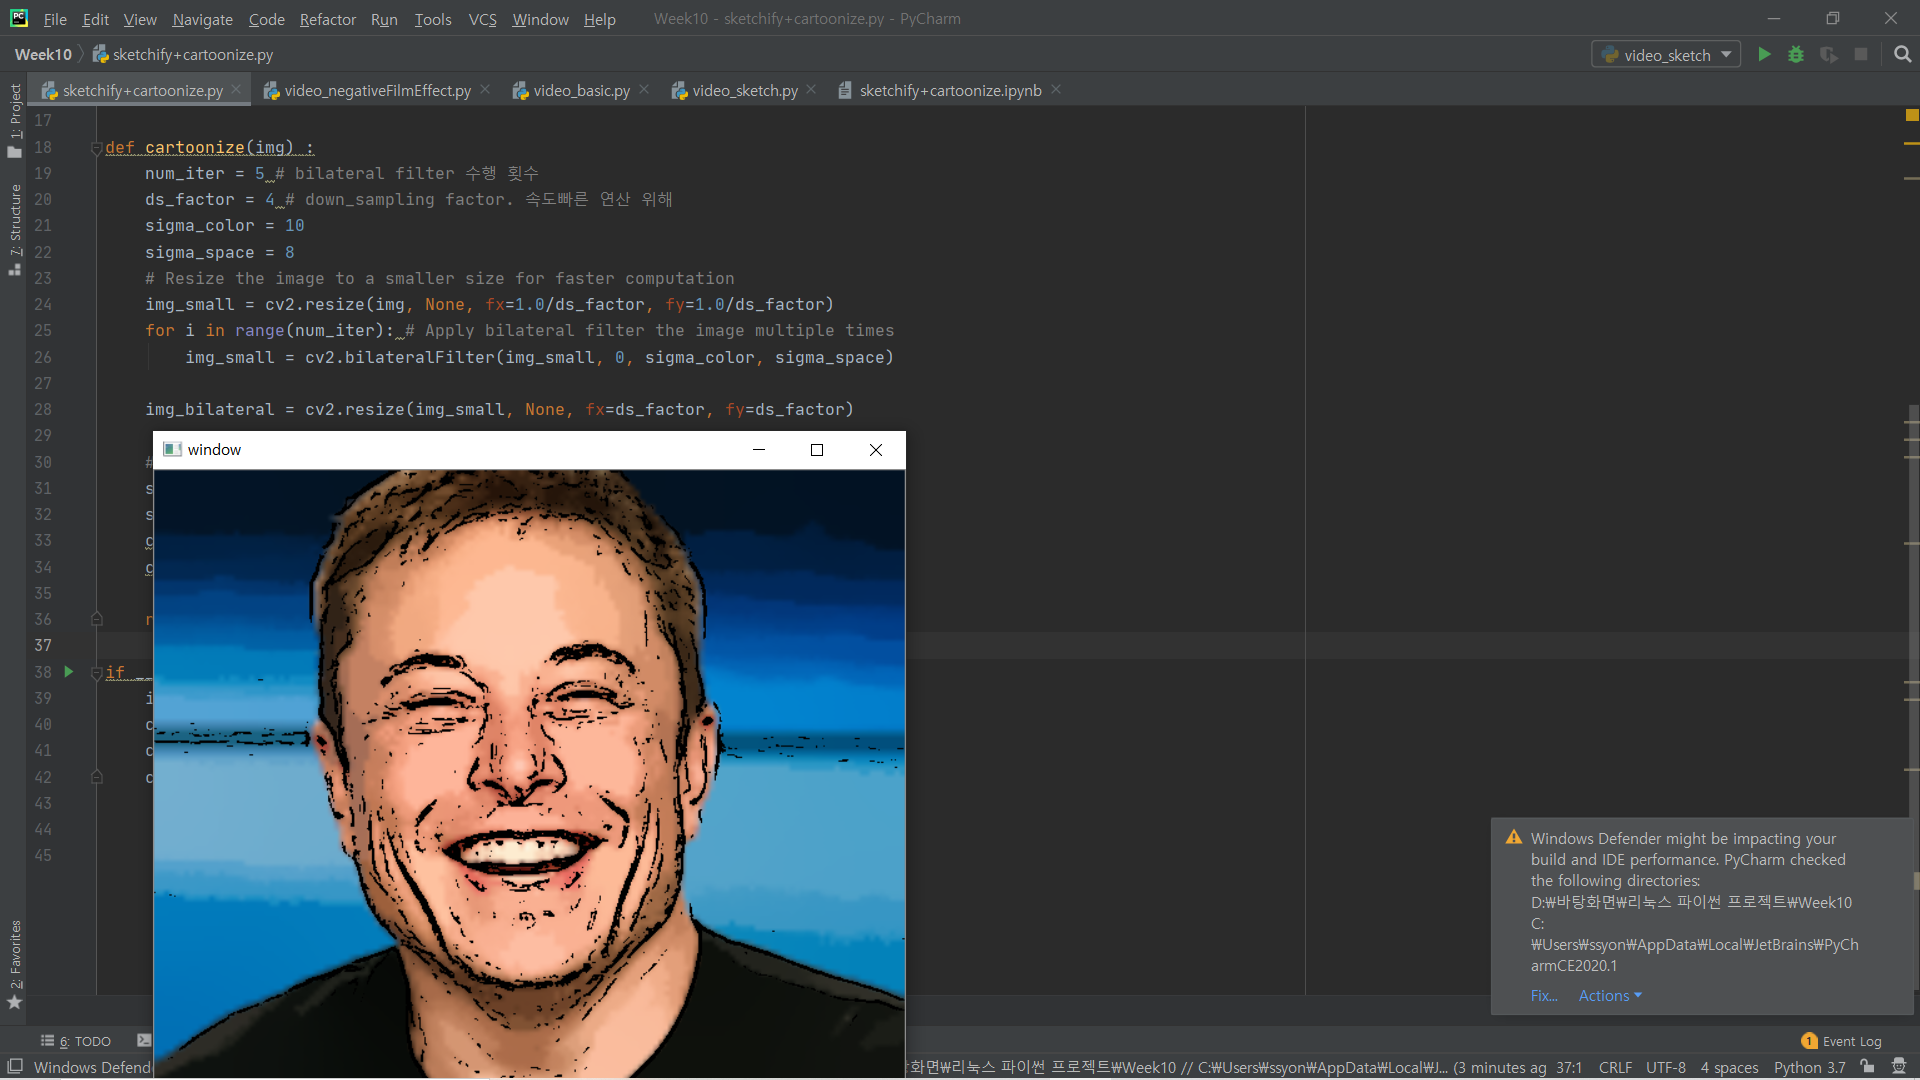 File Edit View Navigate Code Refactor Run Tools VCS Window Help Week10 - sketchify+cartoonize.py - PyCharm
Week10 sketchify+cartoonize.py video_sketch
sketchify+cartoonize.py video_negativeFilmEffect.py video_basic.py video_sketch.py sketchify+cartoonize.ipynb
1: Project
7: Structure
2: Favorites
17
18 def cartoonize(img) :
19 num_iter = 5 # bilateral filter 수행 횟수
20 ds_factor = 4 # down_sampling factor. 속도빠른 연산 위해
21 sigma_color = 10
22 sigma_space = 8
23 # Resize the image to a smaller size for faster computation
24 img_small = cv2.resize(img, None, fx=1.0/ds_factor, fy=1.0/ds_factor)
25 for i in range(num_iter): # Apply bilateral filter the image multiple times
26 img_small = cv2.bilateralFilter(img_small, 0, sigma_color, sigma_space)
27
28 img_bilateral = cv2.resize(img_small, None, fx=ds_factor, fy=ds_factor)
29
window
30 #
31 s
32 s
33 c
34 c
35
36 r
37
38 if __
39 i
40 c
41 c
42 c
43
44
45
Windows Defender might be impacting your
build and IDE performance. PyCharm checked
the following directories:
D:₩바탕화면₩리눅스 파이썬 프로젝트₩Week10
C:
₩Users₩ssyon₩AppData₩Local₩JetBrains₩PyCh
armCE2020.1
Fix... Actions
6: TODO
1 Event Log
Windows Defend
화면₩리눅스 파이썬 프로젝트₩Week10 // C:₩Users₩ssyon₩AppData₩Local₩J... (3 minutes ag 37:1 CRLF UTF-8 4 spaces Python 3.7